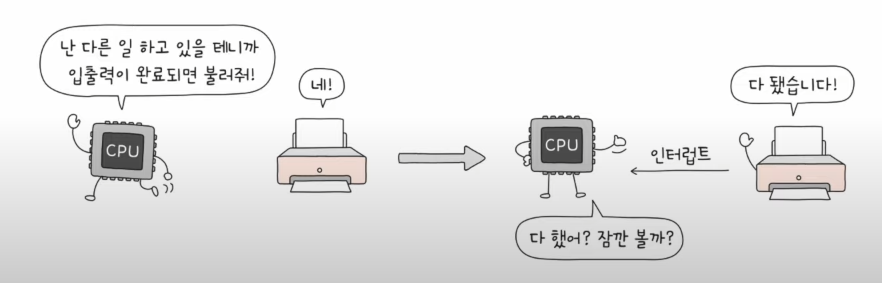 난 다른 일 하고 있을 테니까
입출력이 완료되면 불러줘!
네!
CPU
CPU
인터럽트
다 됐습니다!
다 했어? 잠깐 볼까?